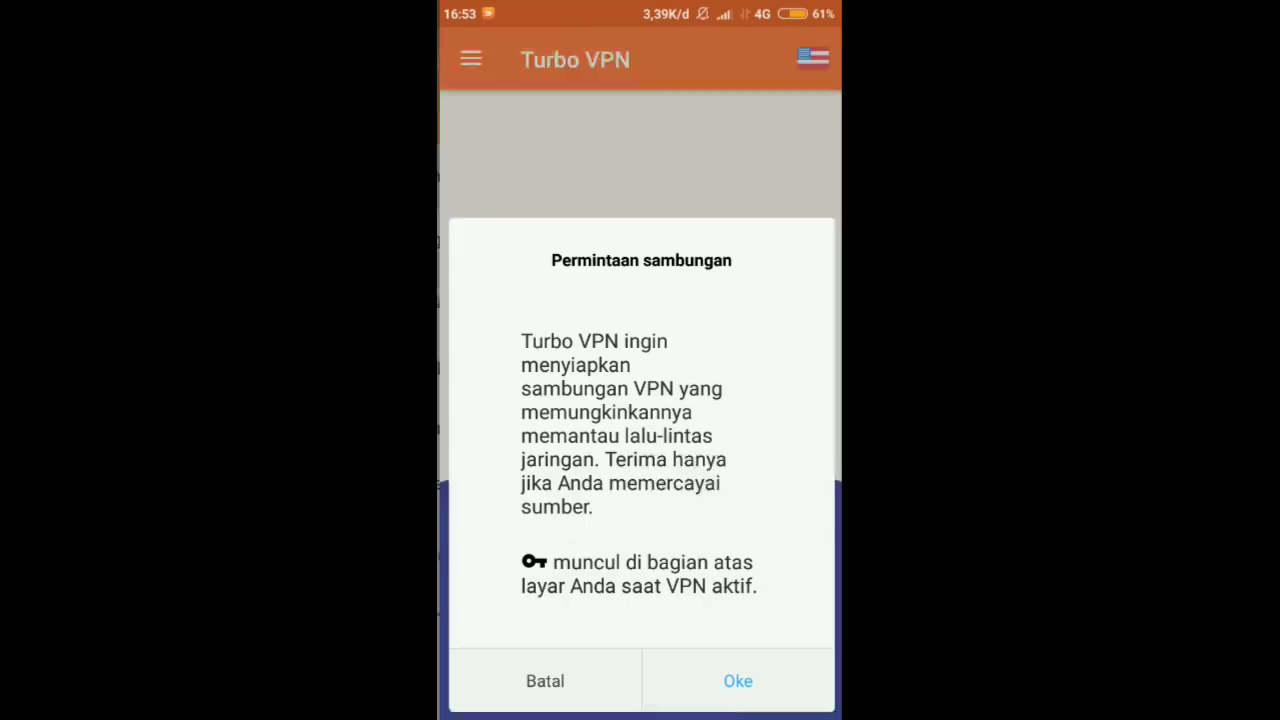 16:53 3,39K/d 4G 61%
Turbo VPN
Permintaan sambungan
Turbo VPN ingin
menyiapkan
sambungan VPN yang
memungkinkannya
memantau lalu-lintas
jaringan. Terima hanya
jika Anda memercayai
sumber.
muncul di bagian atas
layar Anda saat VPN aktif.
Batal Oke